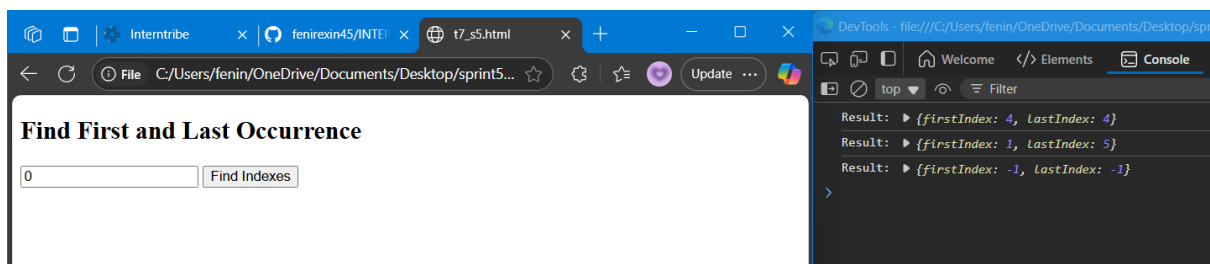 Interntribe
fenirexin45/INTER
t7_s5.html
File C:/Users/fenin/OneDrive/Documents/Desktop/sprint5...
Update
Find First and Last Occurrence
0
Find Indexes
DevTools - file:///C:/Users/fenin/OneDrive/Documents/Desktop/spr
Welcome </> Elements Console
top Filter
Result: ▶ {firstIndex: 4, lastIndex: 4}
Result: ▶ {firstIndex: 1, lastIndex: 5}
Result: ▶ {firstIndex: -1, lastIndex: -1}
>